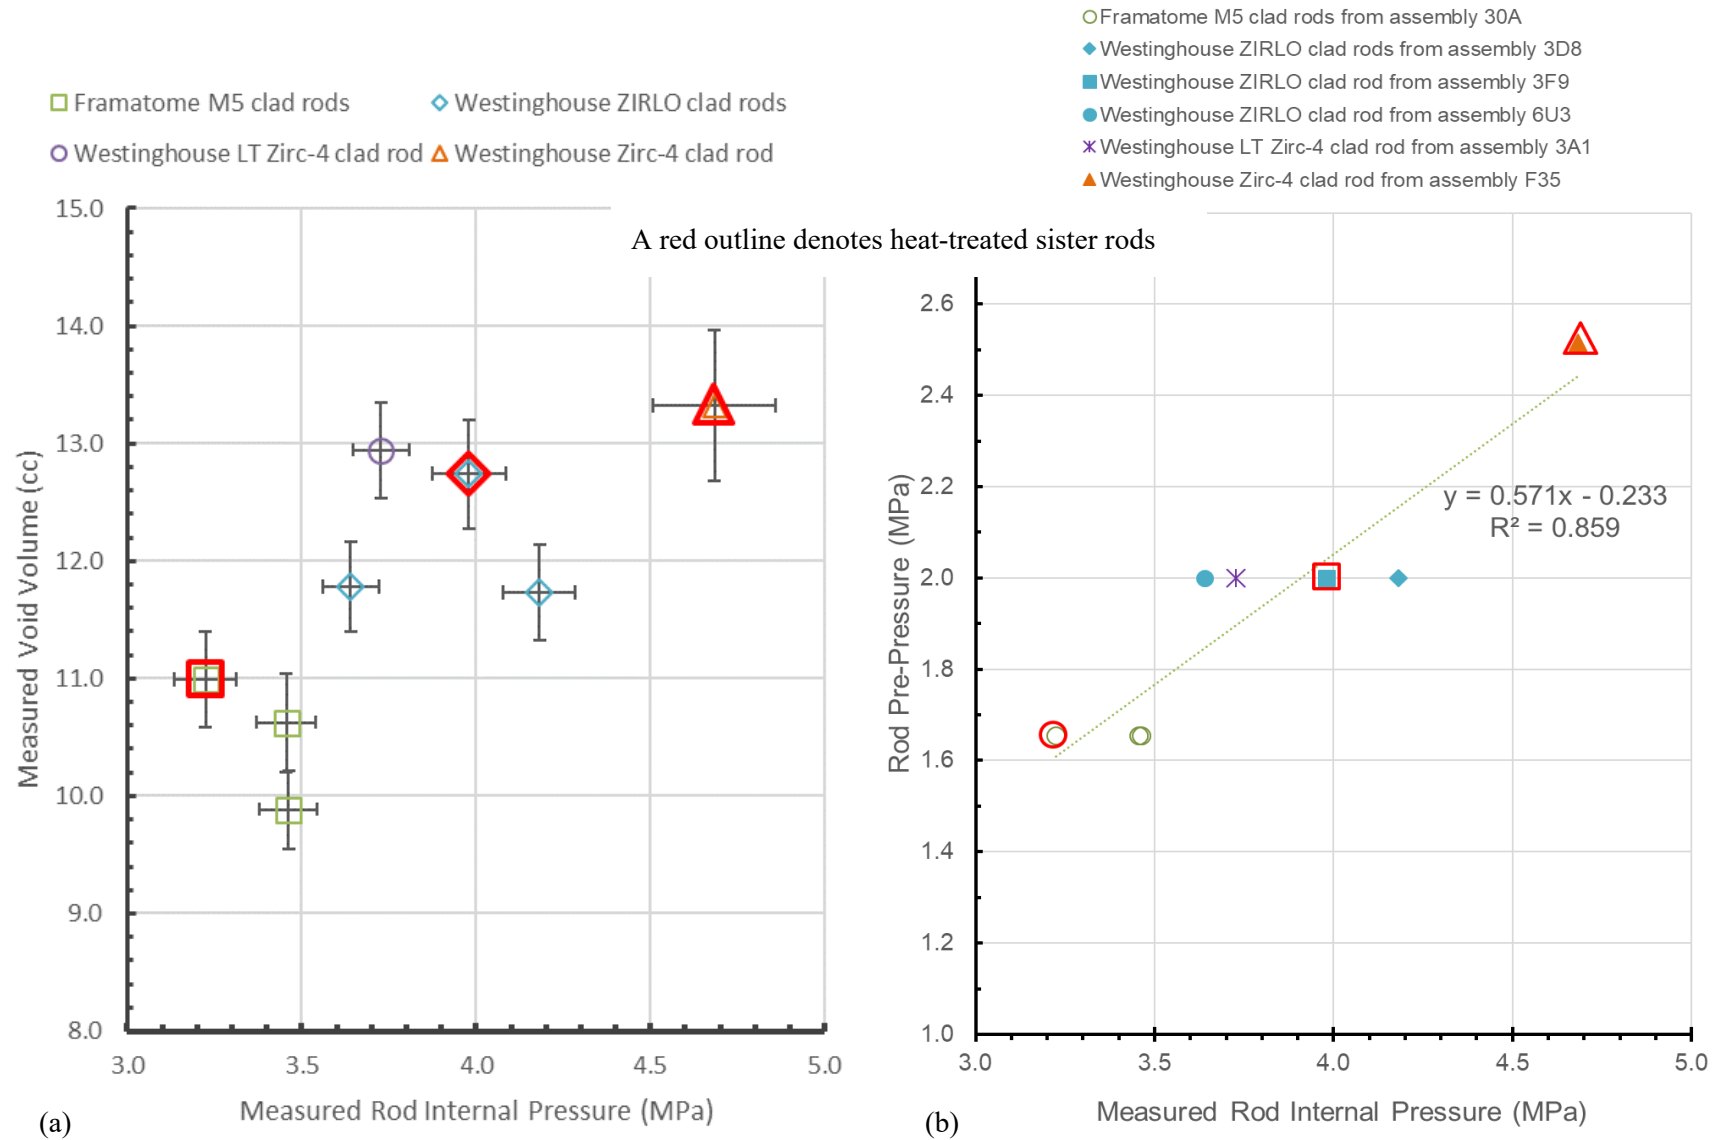 Framatome M5 clad rods
Westinghouse ZIRLO clad rods
Westinghouse LT Zirc-4 clad rod
Westinghouse Zirc-4 clad rod
Framatome M5 clad rods from assembly 30A
Westinghouse ZIRLO clad rods from assembly 3D8
Westinghouse ZIRLO clad rod from assembly 3F9
Westinghouse ZIRLO clad rod from assembly 6U3
Westinghouse LT Zirc-4 clad rod from assembly 3A1
Westinghouse Zirc-4 clad rod from assembly F35
A red outline denotes heat-treated sister rods
Measured Void Volume (cc)
15.0
14.0
13.0
12.0
11.0
10.0
9.0
8.0
3.0
3.5
4.0
4.5
5.0
Measured Rod Internal Pressure (MPa)
(a)
Rod Pre-Pressure (MPa)
2.6
2.4
2.2
2.0
1.8
1.6
1.4
1.2
1.0
y = 0.571x - 0.233
R² = 0.859
3.0
3.5
4.0
4.5
5.0
Measured Rod Internal Pressure (MPa)
(b)